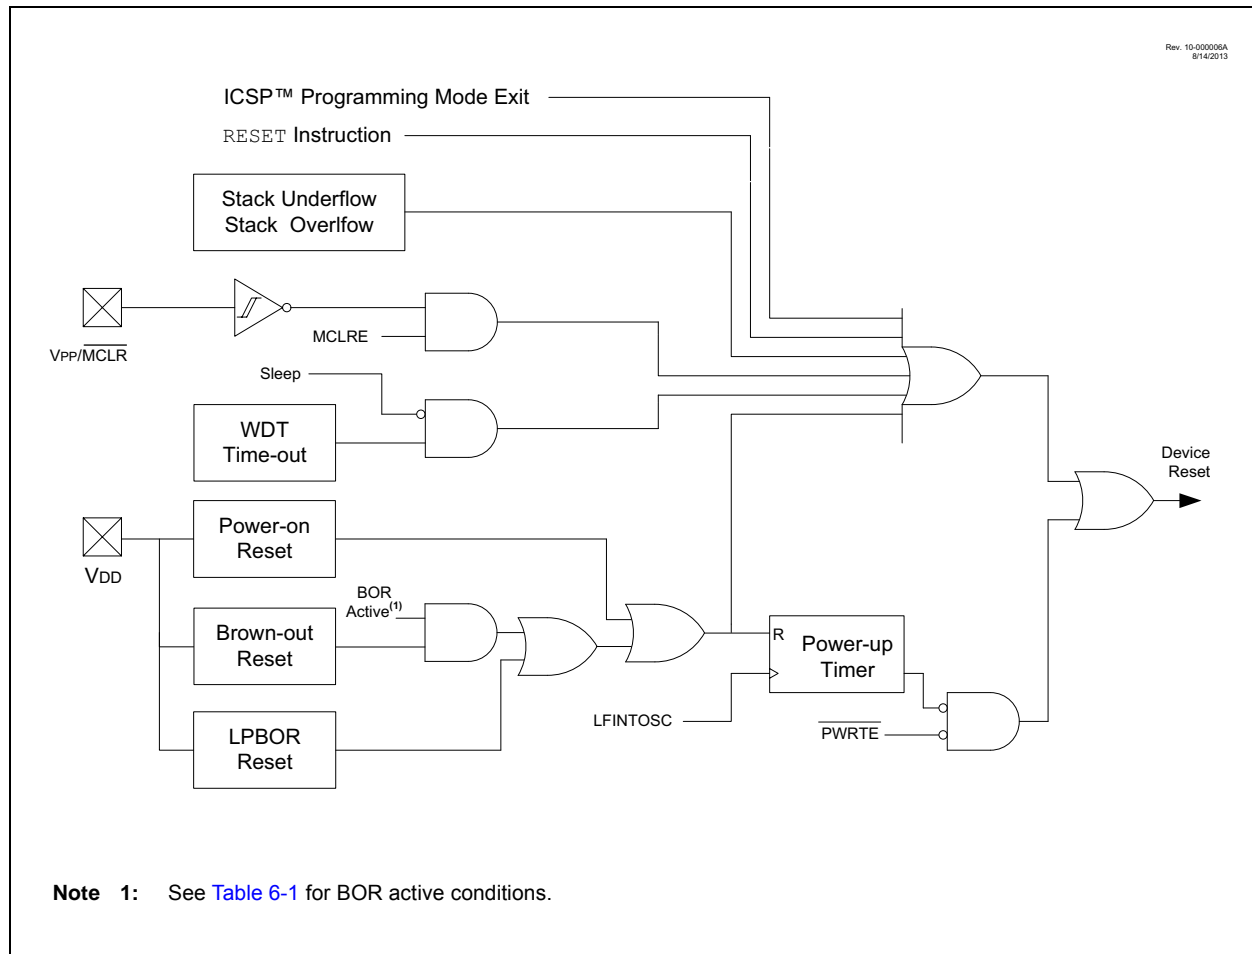 Rev. 10-000006A
8/14/2013
ICSP™ Programming Mode Exit
RESET Instruction
Stack Underflow
Stack Overlfow
VPP/MCLR
MCLRE
Sleep
WDT
Time-out
Device
Reset
Power-on
Reset
VDD
BOR
Active(1)
Brown-out
Reset
R
Power-up
Timer
LFINTOSC
PWRTE
LPBOR
Reset
Note 1: See Table 6-1 for BOR active conditions.